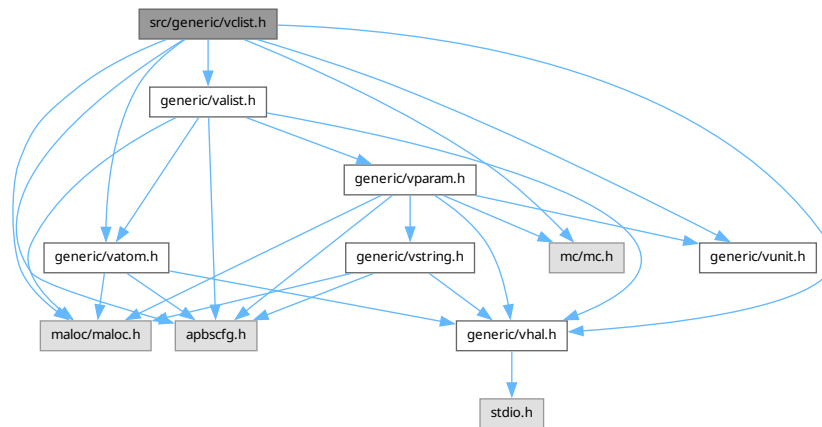 src/generic/vclist.h
generic/valist.h
generic/vparam.h
generic/vatom.h
generic/vstring.h
mc/mc.h
generic/vunit.h
maloc/maloc.h
apbscfg.h
generic/vhal.h
stdio.h